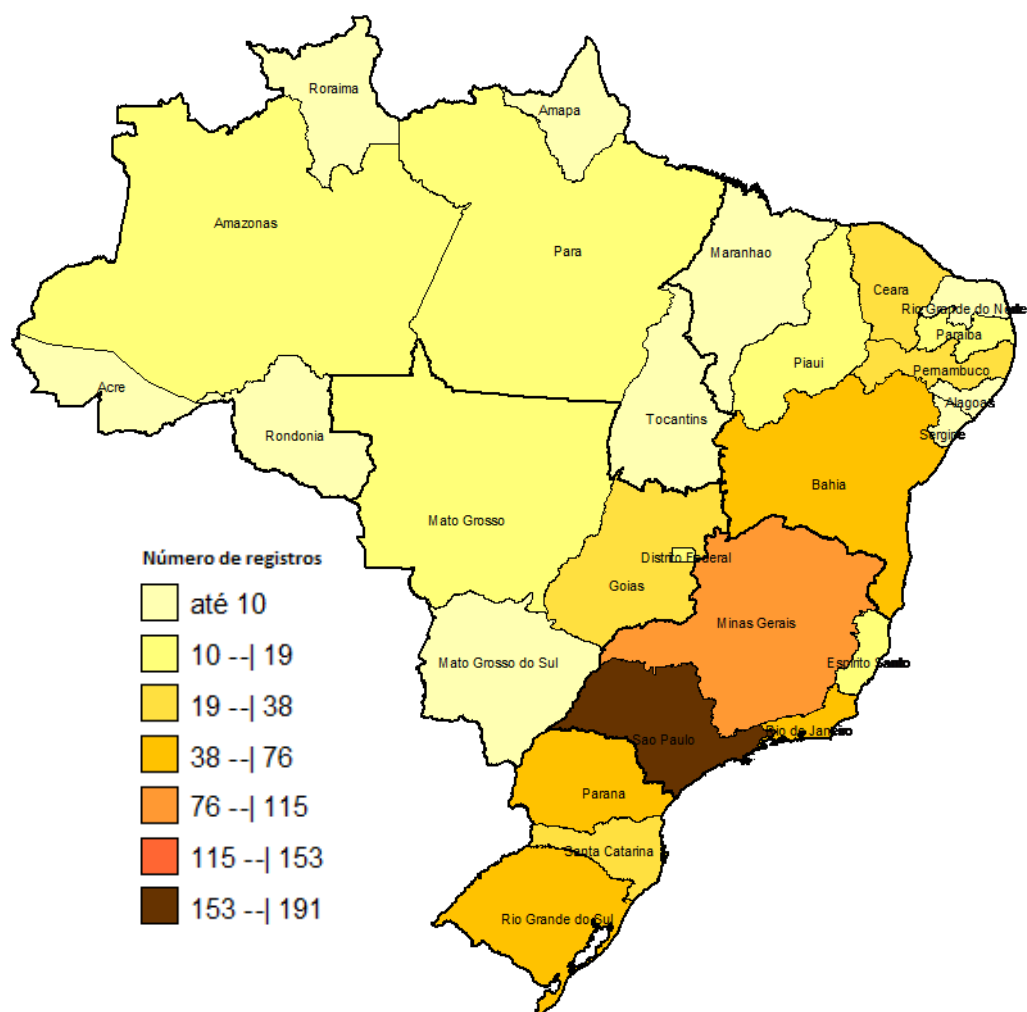 Roraima
Amapa
Amazonas
Para
Maranhao
Ceara
Rio Grande do Norte
Paraiba
Piaui
Pernambuco
Acre
Alagoas
Tocantins
Rondonia
Sergipe
Bahia
Mato Grosso
Distrito Federal
Goias
Minas Gerais
Mato Grosso do Sul
Espirito Santo
Rio de Janeiro
Sao Paulo
Parana
Santa Catarina
Rio Grande do Sul
Número de registros
até 10
10 --| 19
19 --| 38
38 --| 76
76 --| 115
115 --| 153
153 --| 191